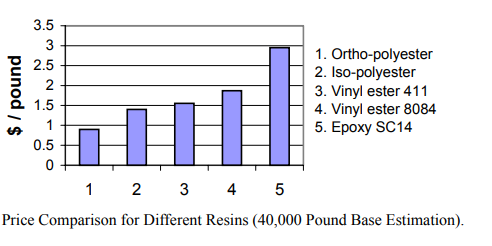 3.5
3
2.5
2
1.5
1
0.5
0
$ / pound
1 2 3 4 5
1. Ortho-polyester
2. Iso-polyester
3. Vinyl ester 411
4. Vinyl ester 8084
5. Epoxy SC14
Price Comparison for Different Resins (40,000 Pound Base Estimation).